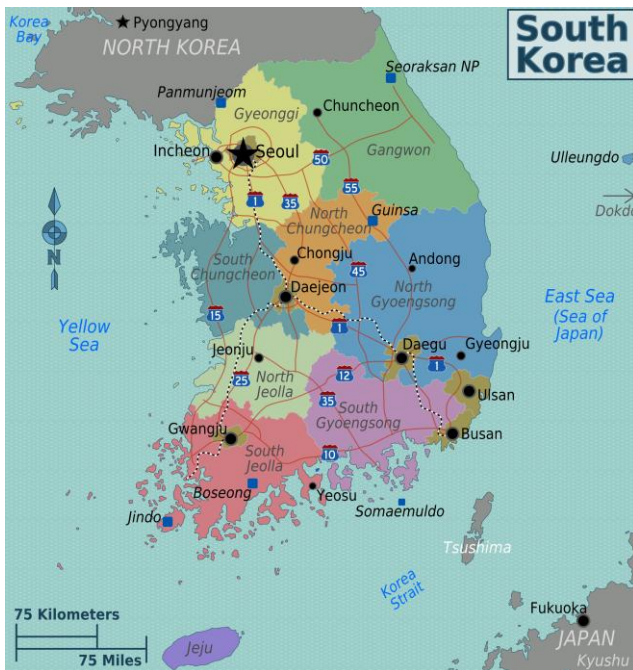 Korea
Bay
Pyongyang
NORTH KOREA
South
Korea
Panmunjeom
Seoraksan NP
Gyeonggi
Chuncheon
Incheon
Seoul
Gangwon
50
Ulleungdo
55
1
35
North
Chungcheon
Guinsa
Dokdo
South
Chungcheon
Chongju
45
Andong
Daejeon
North
Gyeongsong
15
East Sea
(Sea of
Japan)
Yellow
Sea
1
Jeonju
Daegu
Gyeongju
1
25
North
Jeolla
12
35
South
Gyeongsong
Ulsan
Gwangju
Busan
South
Jeolla
10
Boseong
Yeosu
Somaemuldo
Jindo
Tsushima
Korea
Strait
75 Kilometers
75 Miles
Jeju
Fukuoka
JAPAN
Kyushu
N